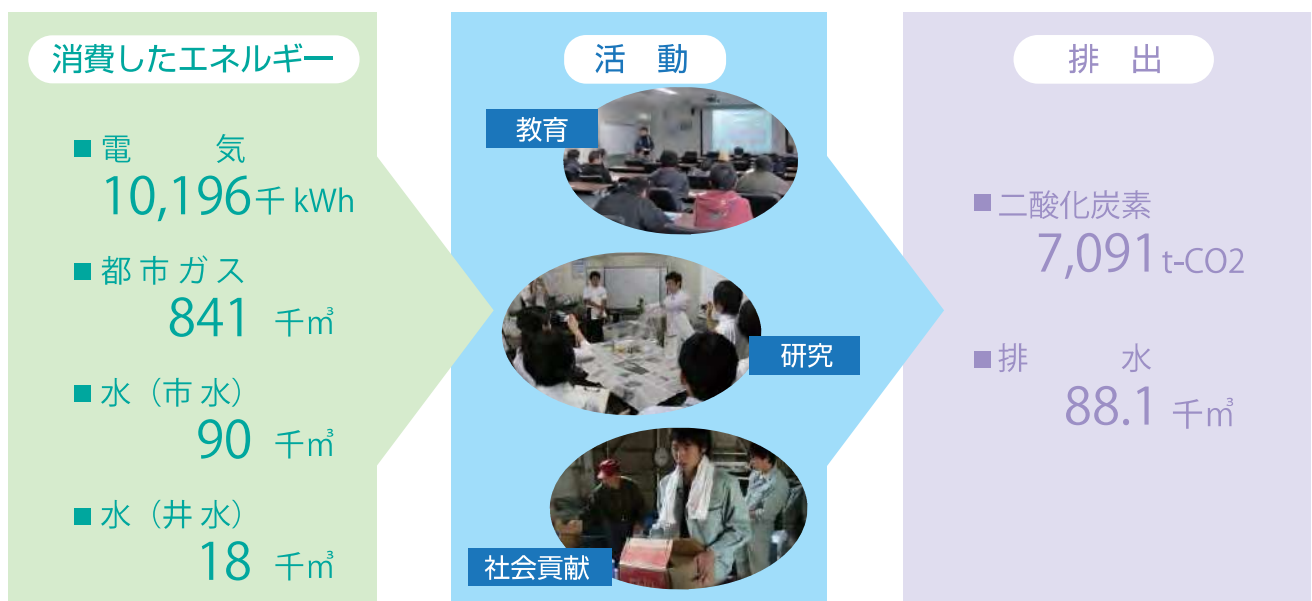 消費したエネルギー
■電　　気
10,196千kWh
■都市ガス
841 千㎥
■水（市水）
90 千㎥
■水（井水）
18 千㎥
活　動
教育
研究
社会貢献
排　出
■二酸化炭素
7,091 t-CO2
■排　　水
88.1 千㎥